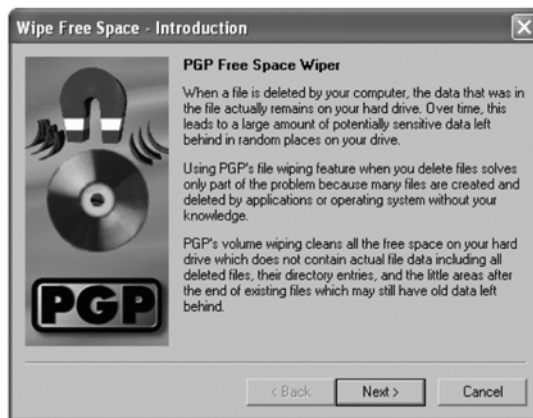 Wipe Free Space - Introduction
PGP Free Space Wiper
When a file is deleted by your computer, the data that was in
the file actually remains on your hard drive. Over time, this
leads to a large amount of potentially sensitive data left
behind in random places on your drive.
Using PGP's file wiping feature when you delete files solves
only part of the problem because many files are created and
deleted by applications or operating system without your
knowledge.
PGP's volume wiping cleans all the free space on your hard
drive which does not contain actual file data including all
deleted files, their directory entries, and the little areas after
the end of existing files which may still have old data left
behind.
PGP
< Back
Next >
Cancel